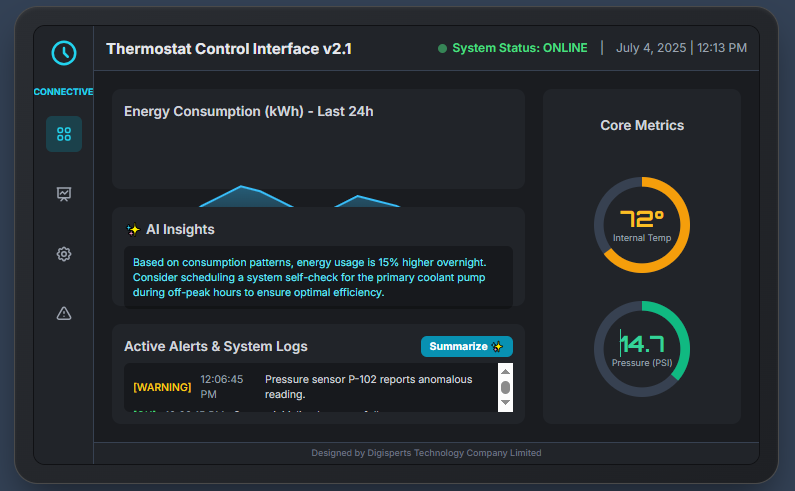 Thermostat Control Interface v2.1
System Status: ONLINE | July 4, 2025 | 12:13 PM
CONNECTIVE
Energy Consumption (kWh) - Last 24h
AI Insights
Based on consumption patterns, energy usage is 15% higher overnight.
Consider scheduling a system self-check for the primary coolant pump
during off-peak hours to ensure optimal efficiency.
Active Alerts & System Logs
Summarize
[WARNING] 12:06:45 PM
Pressure sensor P-102 reports anomalous
reading.
Core Metrics
72°
Internal Temp
14.7
Pressure (PSI)
Designed by Digisperts Technology Company Limited